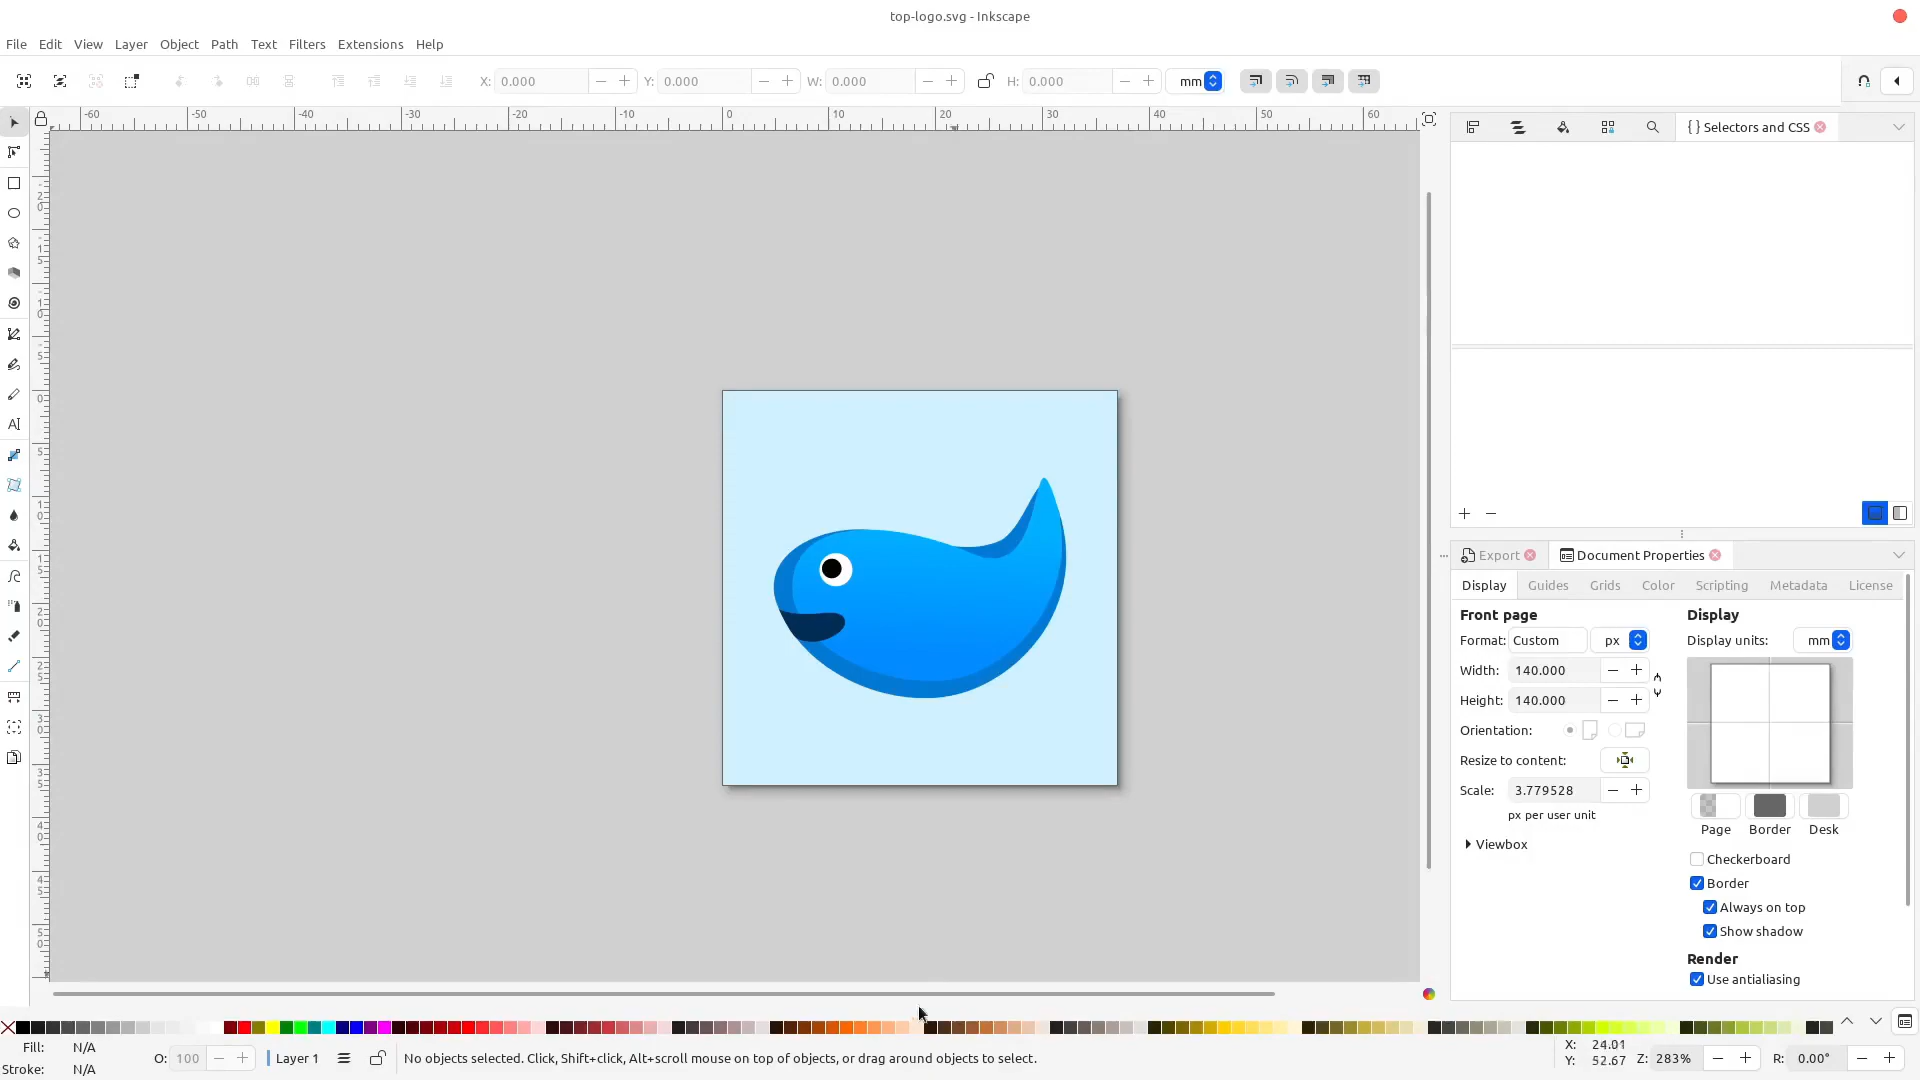 top-logo.svg - Inkscape
File Edit View Layer Object Path Text Filters Extensions Help
X: 0.000 Y: 0.000 W: 0.000 H: 0.000 mm
-60 -50 -40 -30 -20 -10 0 10 20 30 40 50 60
{ } Selectors and CSS
Export Document Properties
Display Guides Grids Color Scripting Metadata License
Front page
Format: Custom px
Width: 140.000
Height: 140.000
Orientation:
Resize to content:
Scale: 3.779528
px per user unit
Viewbox
Display
Display units: mm
Page Border Desk
Checkerboard
Border
Always on top
Show shadow
Render
Use antialiasing
Fill: N/A
Stroke: N/A
O: 100
Layer 1
No objects selected. Click, Shift+click, Alt+scroll mouse on top of objects, or drag around objects to select.
X: 24.01
Y: 52.67
Z: 283%
R: 0.00°